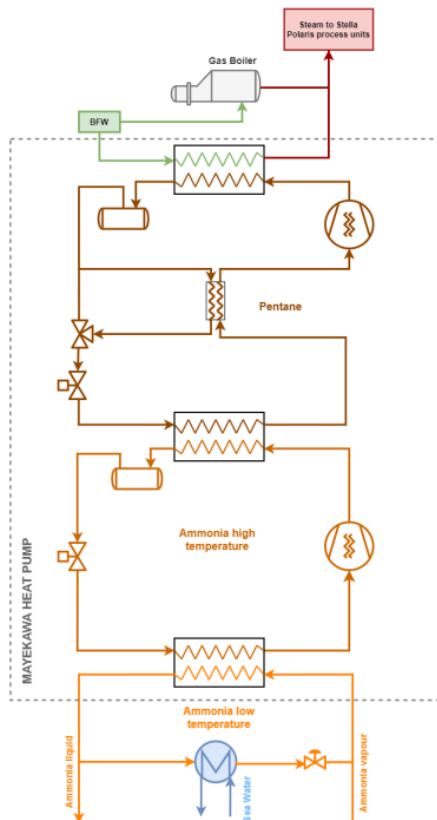 Steam to Stella
Polaris process units
Gas Boiler
BFW
Pentane
Ammonia high
temperature
MAYEKAWA HEAT PUMP
Ammonia low
temperature
Ammonia liquid
Sea Water
Ammonia vapour